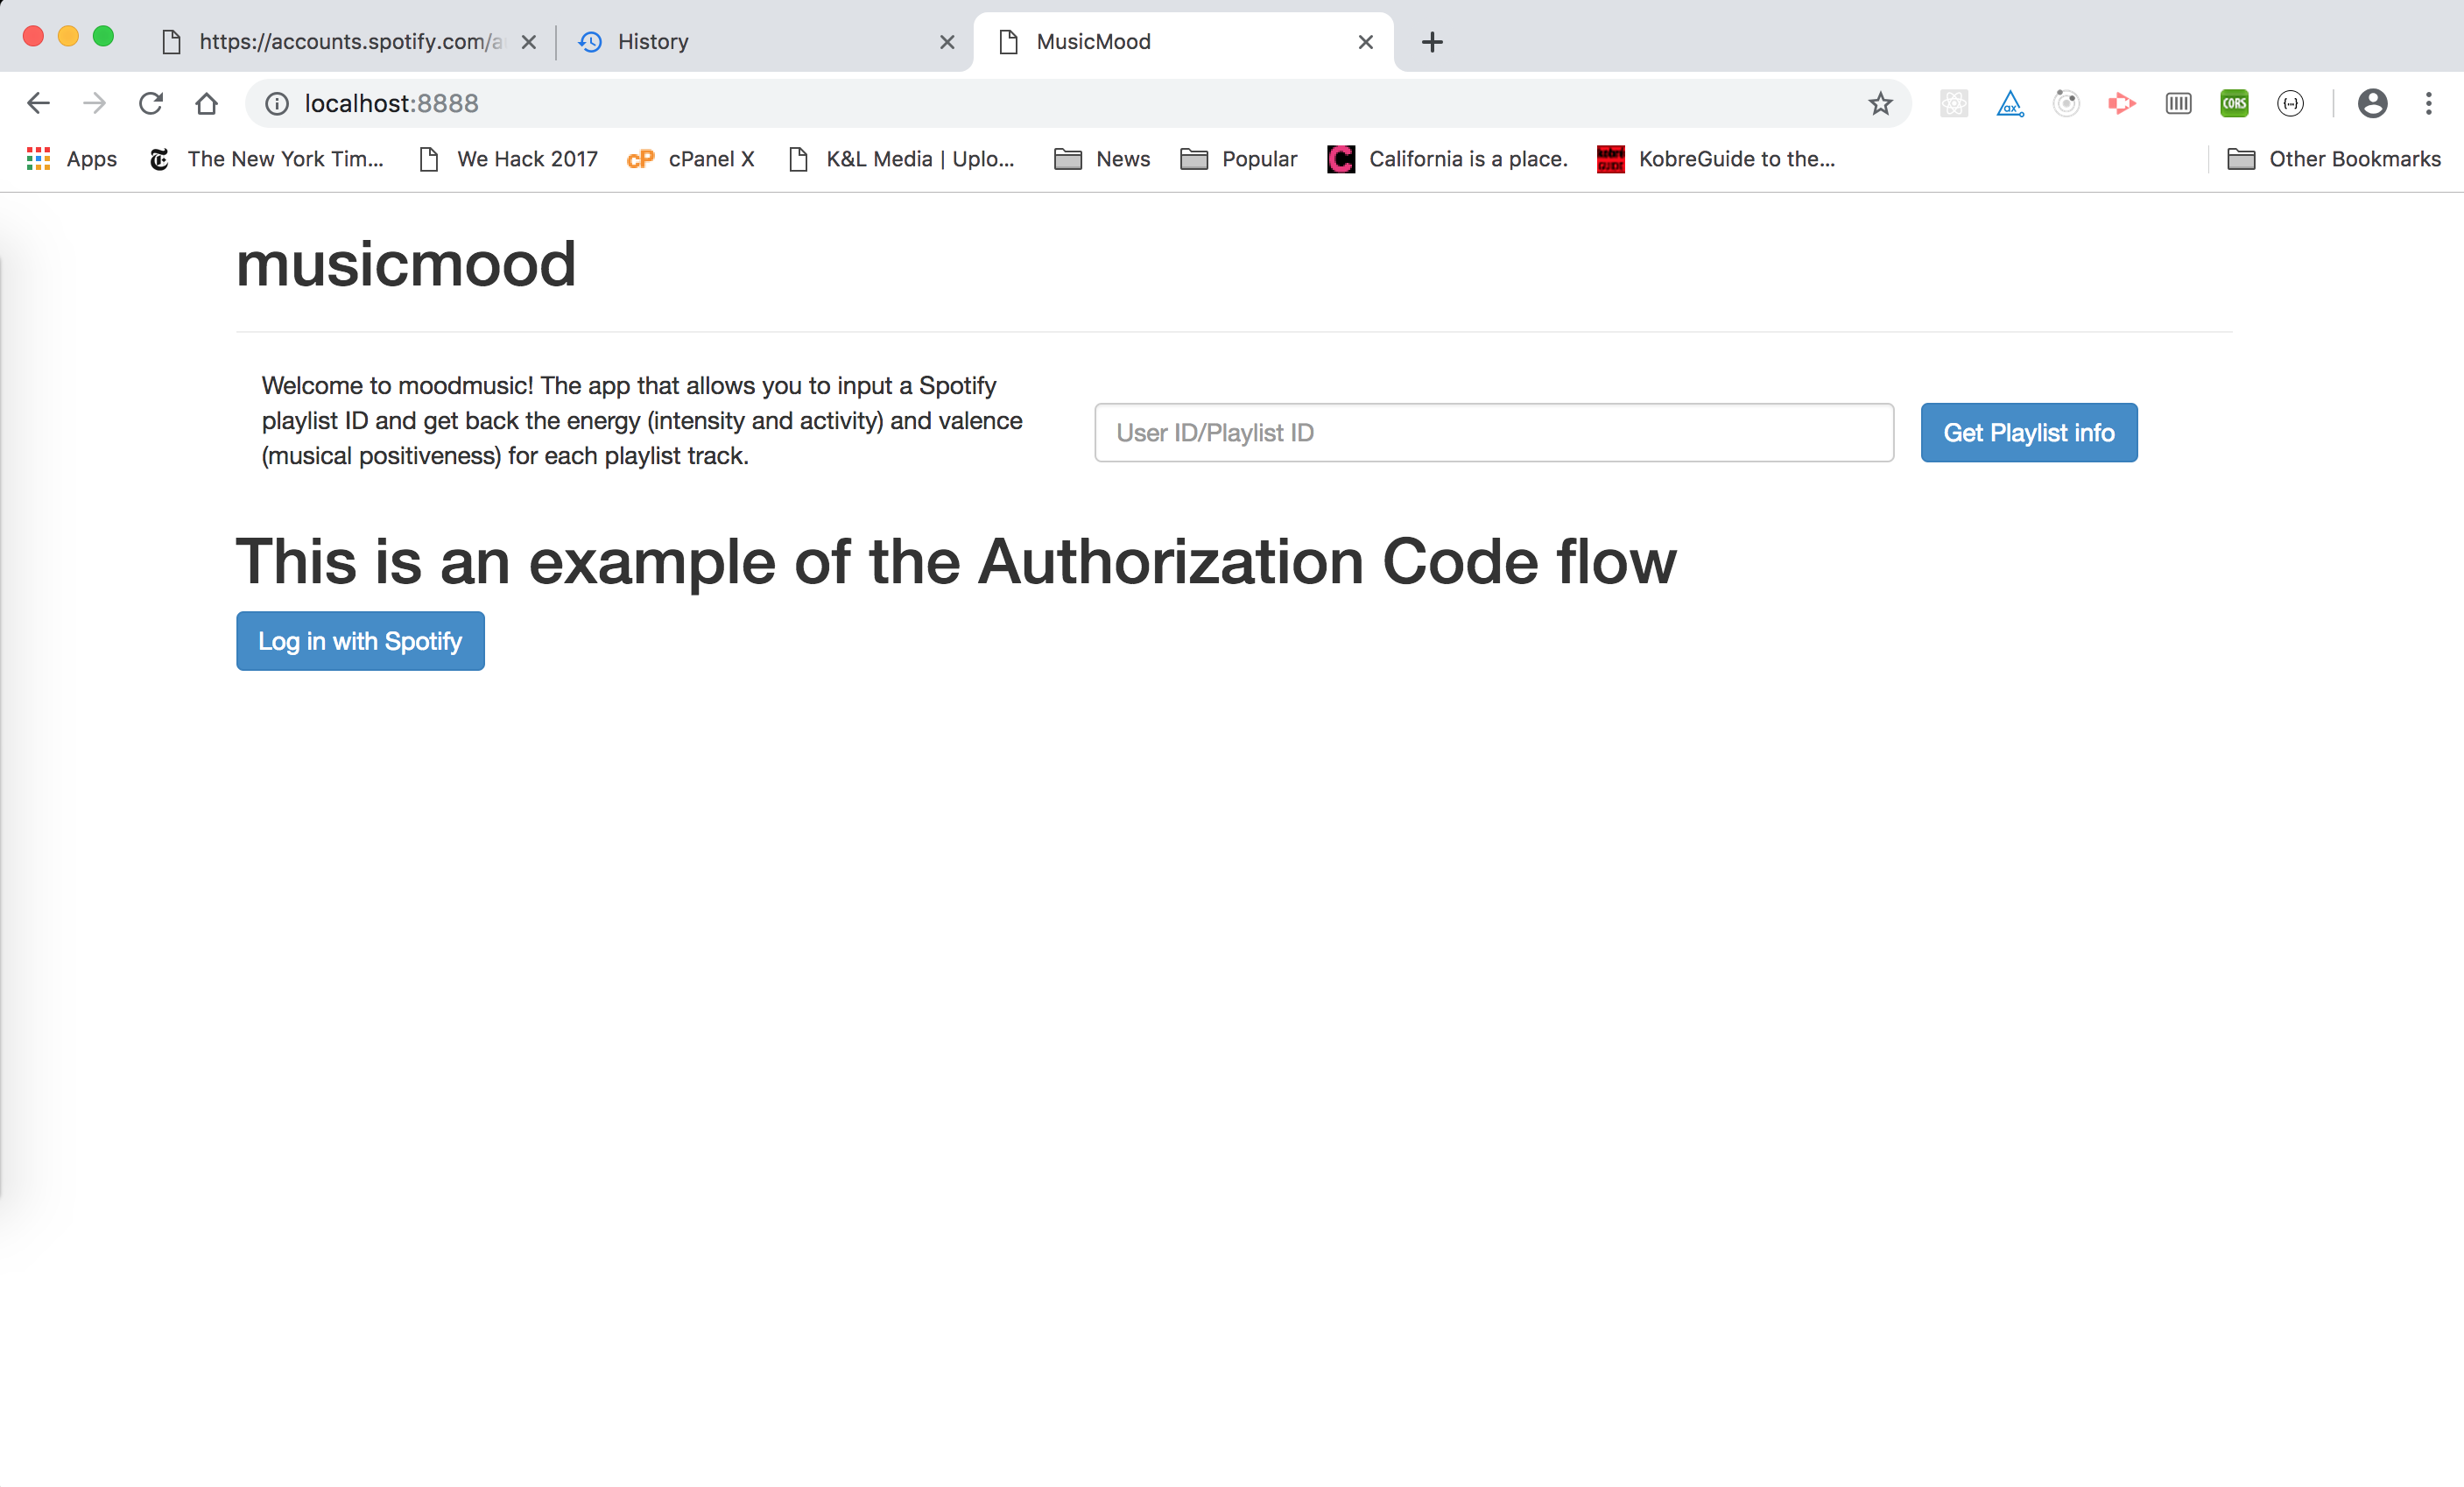 https://accounts.spotify.com/a
History
MusicMood
localhost:8888
ax
CORS
{...}
Apps
The New York Tim...
We Hack 2017
cP
cPanel X
K&L Media | Uplo...
News
Popular
C
California is a place.
kobre
GUIDE
KobreGuide to the...
Other Bookmarks
musicmood
Welcome to moodmusic! The app that allows you to input a Spotify
playlist ID and get back the energy (intensity and activity) and valence
(musical positiveness) for each playlist track.
User ID/Playlist ID
Get Playlist info
This is an example of the Authorization Code flow
Log in with Spotify